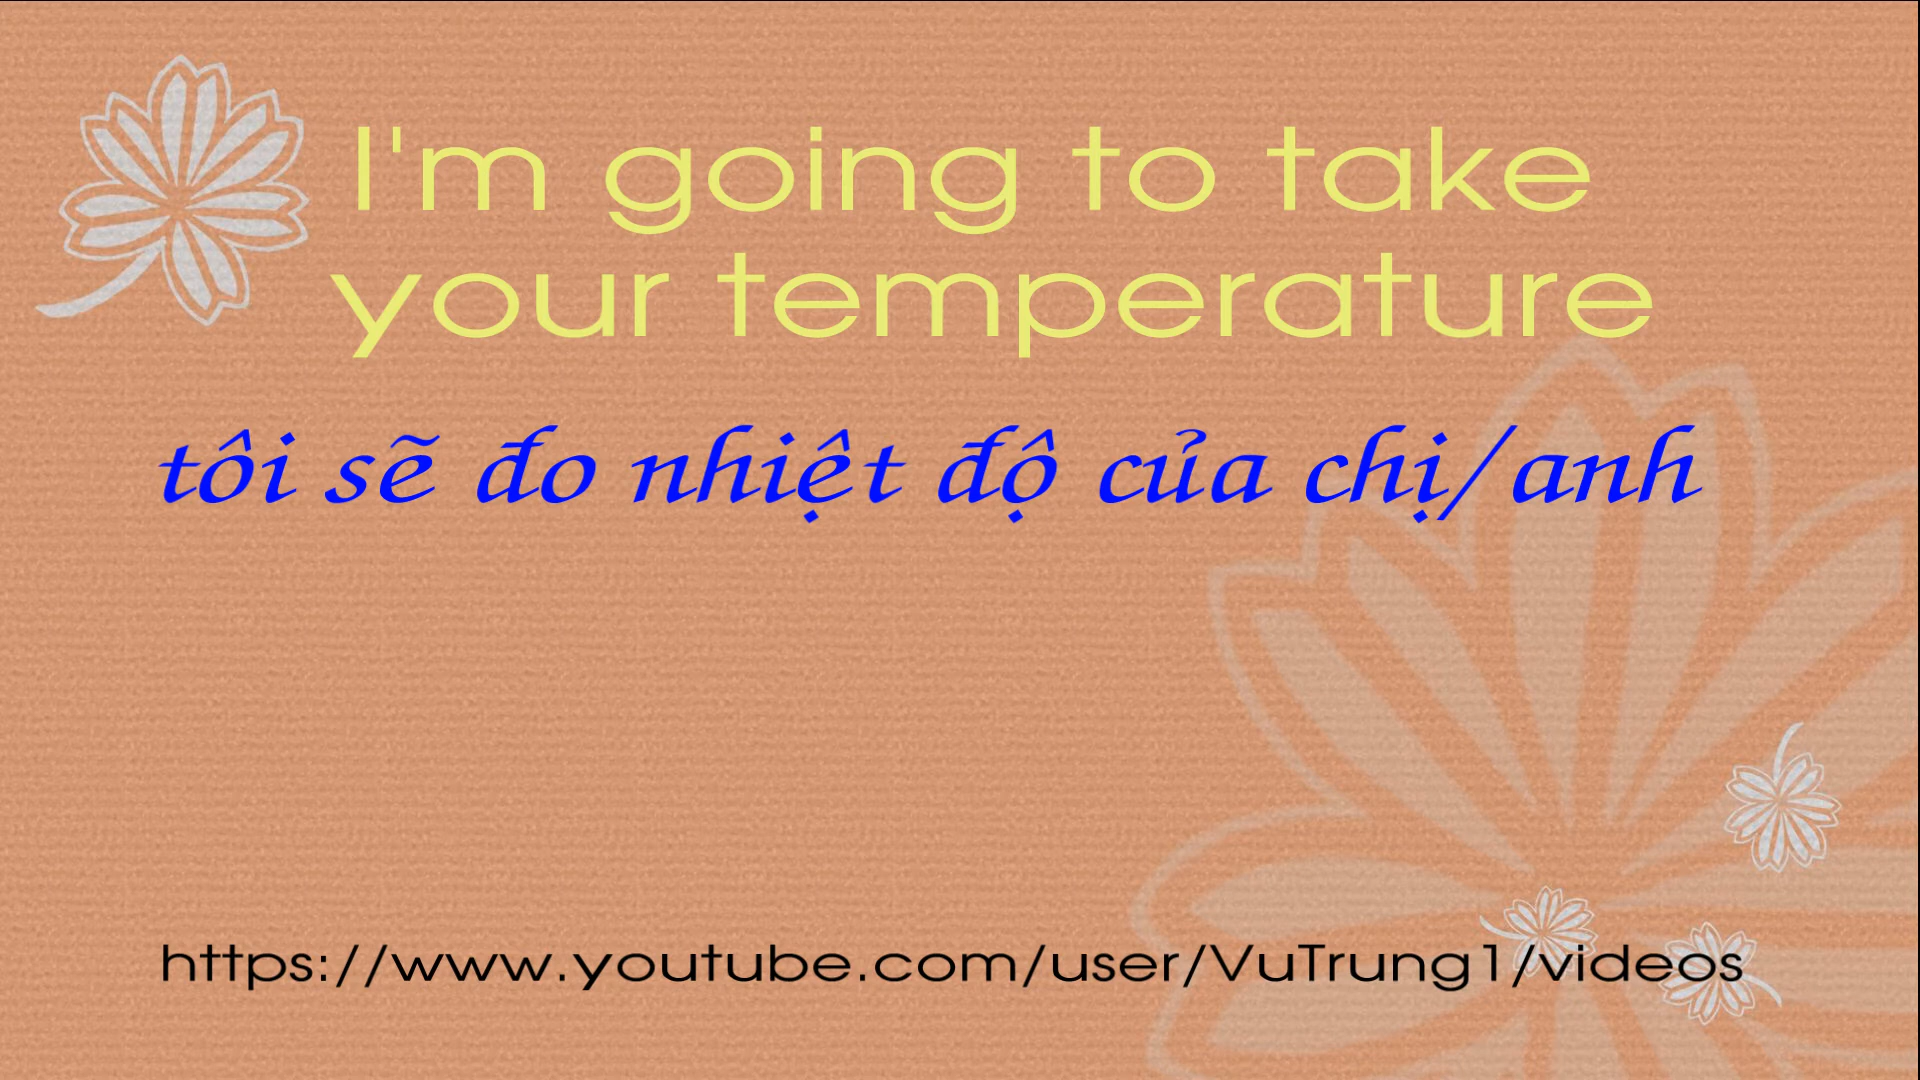 I'm going to take
your temperature
tôi sẽ đo nhiệt độ của chị/anh
https://www.youtube.com/user/VuTrung1/videos